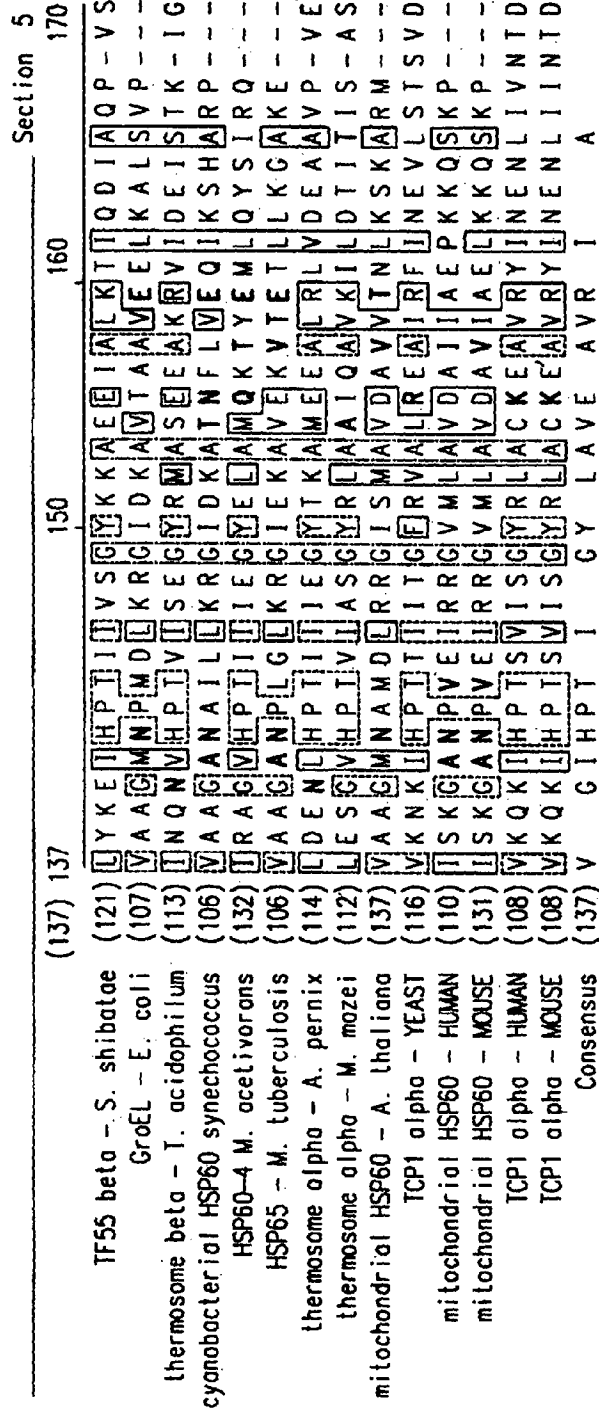 Section 5
(137) 137 150 160 170
TF55 beta – S. shibatae (121) L Y K E I H P T I I V S G Y K K A E E I A L K T I Q D I A Q P - V S
GroEL – E. coli (107) V A A G M N P M D L K R G I D K A V T A A V E E L K A L S V P - - -
thermosome beta – T. acidophilum (113) I N Q N V H P T V I S E G Y R M A S E E A K R V I D E I S T K - I G
cyanobacterial HSP60 synechococcus (106) V A A G A N A I L L K R G I D K A T N F L V E Q I K S H A R P - - -
HSP60–4 M. acetivorans (132) I R A G V H P T I I I E G Y E L A M Q K T Y E M L Q Y S I R Q - - -
HSP65 – M. tuberculosis (106) V A A G A N P L G L K R G I E K A V E K V T E T L L K G A K E - - -
thermosome alpha – A. pernix (114) L D E N L H P T I I I E G Y T K A M E E A L R L V D E A A V P - V E
thermosome alpha – M. mazei (112) L E S G V H P T V I A S G Y R L A A I Q A V K I L D T I T I S - A S
mitochondrial HSP60 – A. thaliana (137) V A A G M N A M D L R R G I S M A V D A V V T N L K S K A R M - - -
TCP1 alpha – YEAST (116) V K N K I H P T T I I T G F R V A L R E A I R F I N E V L S T S V D
mitochondrial HSP60 – HUMAN (110) I S K G A N P V E I R R G V M L A V D A I I A E P K K Q S K P - - -
mitochondrial HSP60 – MOUSE (131) L S K G A N P V E I R R G V M L A V D A V I A E L K K Q S K P - - -
TCP1 alpha – HUMAN (108) V K Q K I H P T S V I S G Y R L A C K E A V R Y I N E N L I V N T D
TCP1 alpha – MOUSE (108) V K Q K I H P T S V I S G Y R L A C K E A V R Y I N E N L I I N T D
Consensus (137) V G I H P T I G Y L A V E A V R I A